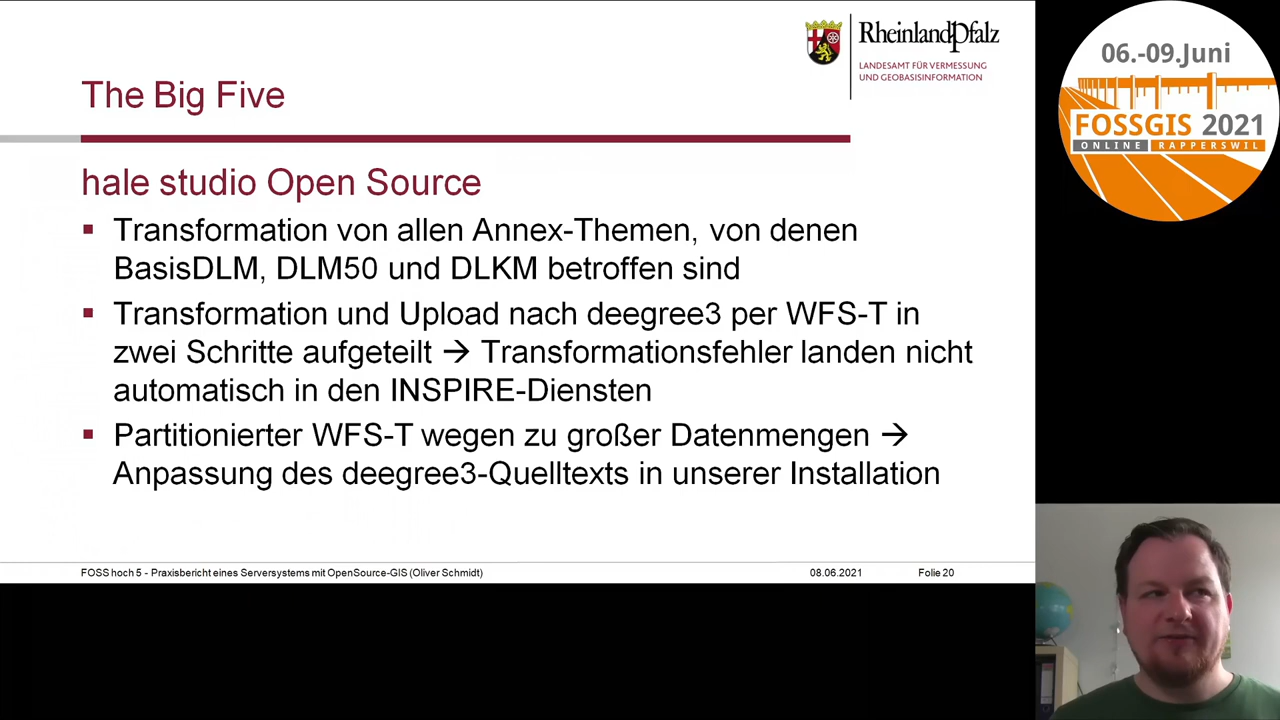 RheinlandPfalz
LANDESAMT FÜR VERMESSUNG
UND GEOBASISINFORMATION
The Big Five
hale studio Open Source
▪ Transformation von allen Annex-Themen, von denen
BasisDLM, DLM50 und DLKM betroffen sind
▪ Transformation und Upload nach deegree3 per WFS-T in
zwei Schritte aufgeteilt → Transformationsfehler landen nicht
automatisch in den INSPIRE-Diensten
▪ Partitionierter WFS-T wegen zu großer Datenmengen →
Anpassung des deegree3-Quelltexts in unserer Installation
FOSS hoch 5 - Praxisbericht eines Serversystems mit OpenSource-GIS (Oliver Schmidt)
08.06.2021
Folie 20
06.-09.Juni
FOSSGIS 2021
ONLINE RAPPERSWIL